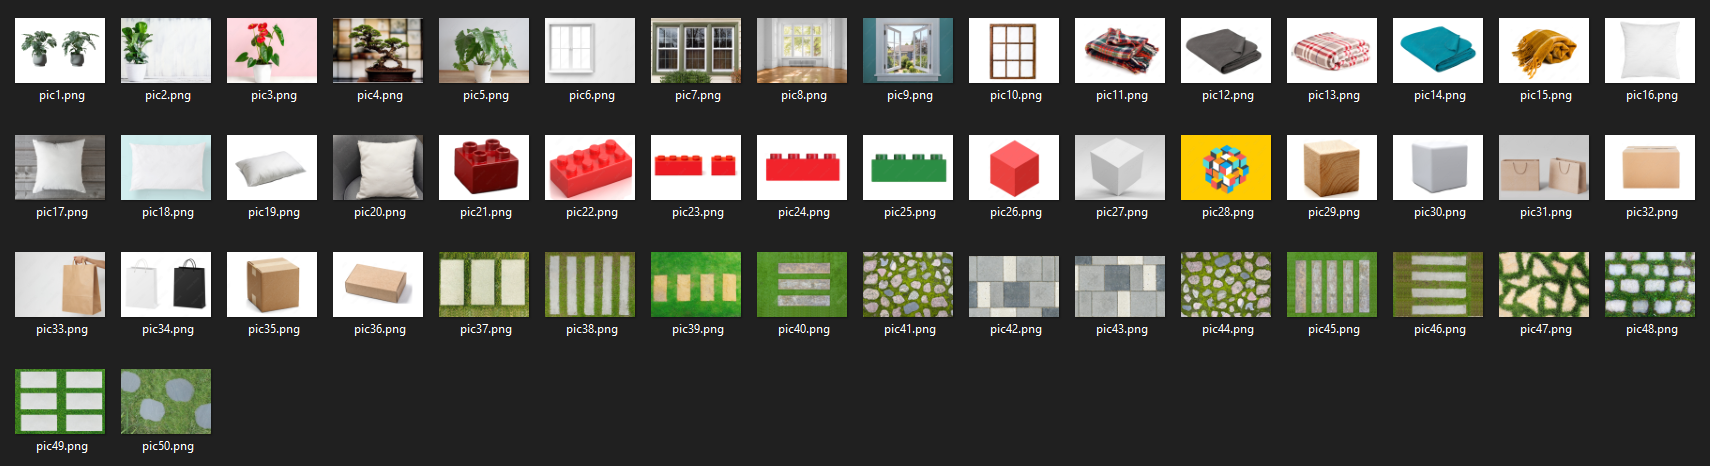 pic1.png pic2.png pic3.png pic4.png pic5.png pic6.png pic7.png pic8.png pic9.png pic10.png pic11.png pic12.png pic13.png pic14.png pic15.png pic16.png
pic17.png pic18.png pic19.png pic20.png pic21.png pic22.png pic23.png pic24.png pic25.png pic26.png pic27.png pic28.png pic29.png pic30.png pic31.png pic32.png
pic33.png pic34.png pic35.png pic36.png pic37.png pic38.png pic39.png pic40.png pic41.png pic42.png pic43.png pic44.png pic45.png pic46.png pic47.png pic48.png
pic49.png pic50.png